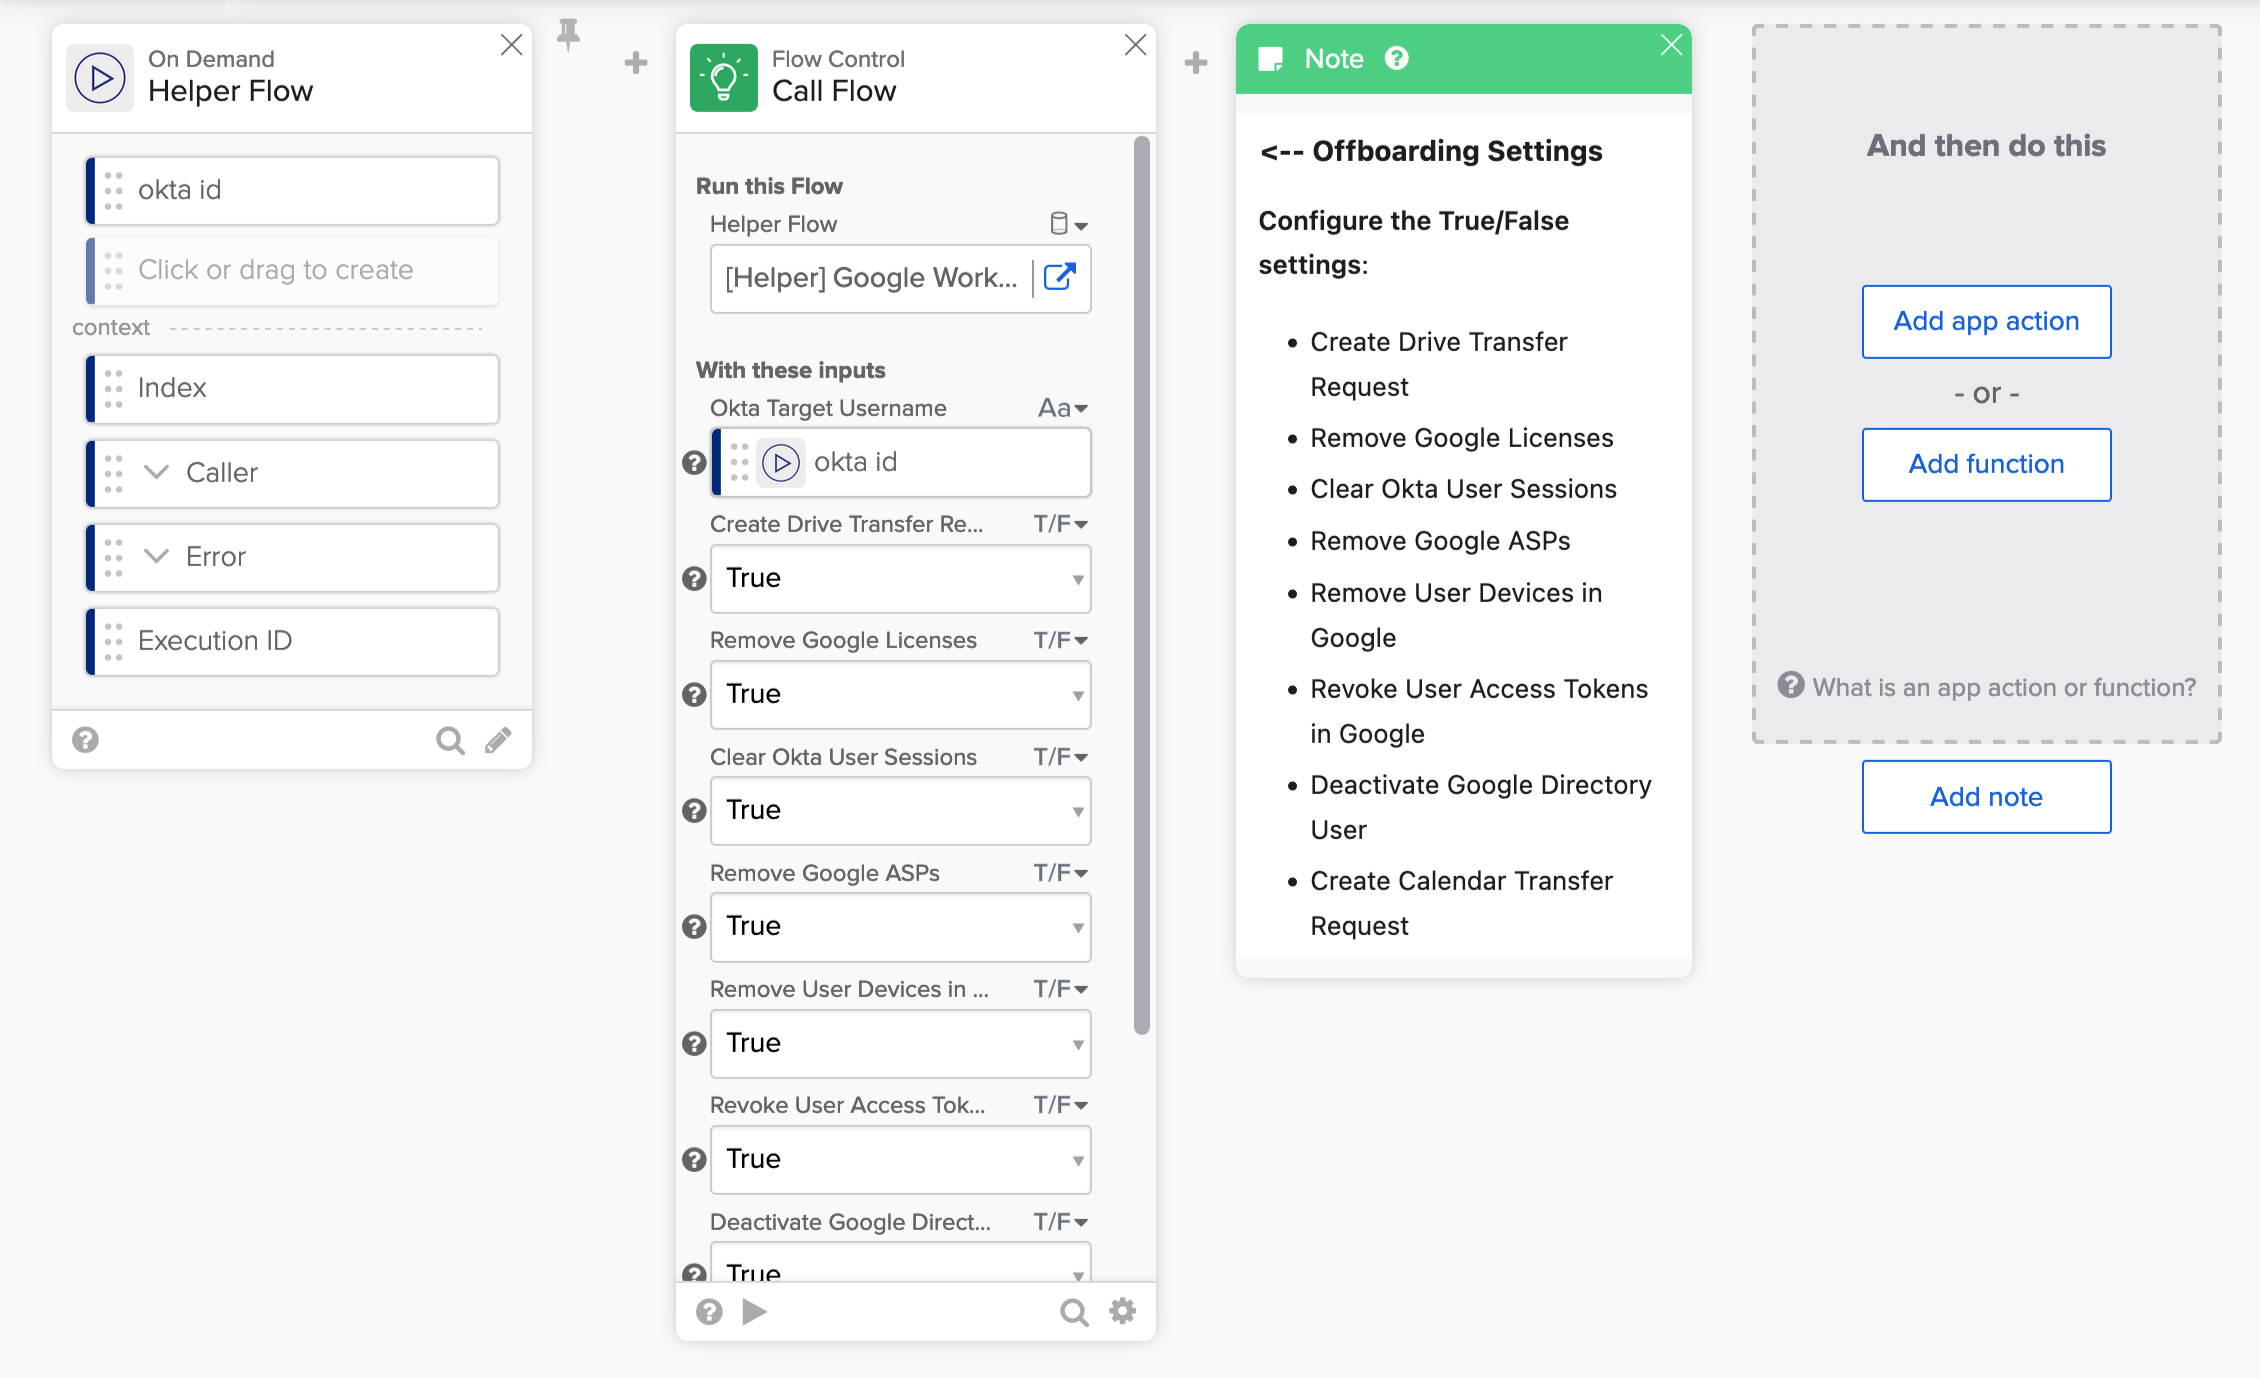 On Demand
Helper Flow
okta id
Click or drag to create
context
Index
Caller
Error
Execution ID
Flow Control
Call Flow
Run this Flow
Helper Flow
[Helper] Google Work...
With these inputs
Okta Target Username Aa
okta id
Create Drive Transfer Re... T/F
True
Remove Google Licenses T/F
True
Clear Okta User Sessions T/F
True
Remove Google ASPs T/F
True
Remove User Devices in ... T/F
True
Revoke User Access Tok... T/F
True
Deactivate Google Direct... T/F
True
Note
<-- Offboarding Settings
Configure the True/False
settings:
• Create Drive Transfer
Request
• Remove Google Licenses
• Clear Okta User Sessions
• Remove Google ASPs
• Remove User Devices in
Google
• Revoke User Access Tokens
in Google
• Deactivate Google Directory
User
• Create Calendar Transfer
Request
And then do this
Add app action
- or -
Add function
What is an app action or function?
Add note